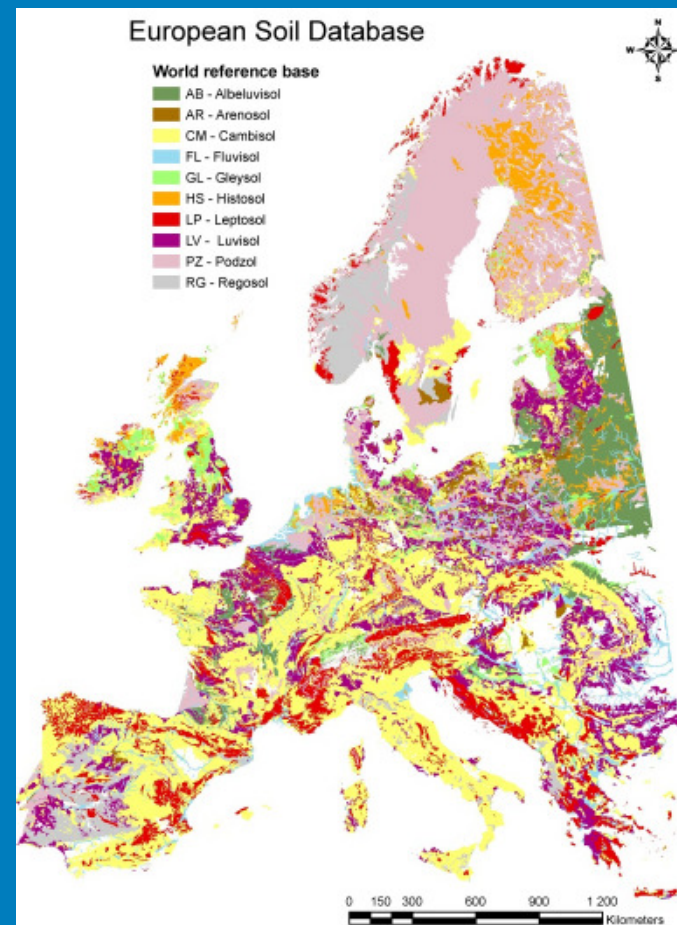 European Soil Database
N
W E
S
World reference base
AB - Albeluvisol
AR - Arenosol
CM - Cambisol
FL - Fluvisol
GL - Gleysol
HS - Histosol
LP - Leptosol
LV - Luvisol
PZ - Podzol
RG - Regosol
0 150 300 600 900 1 200
Kilometers